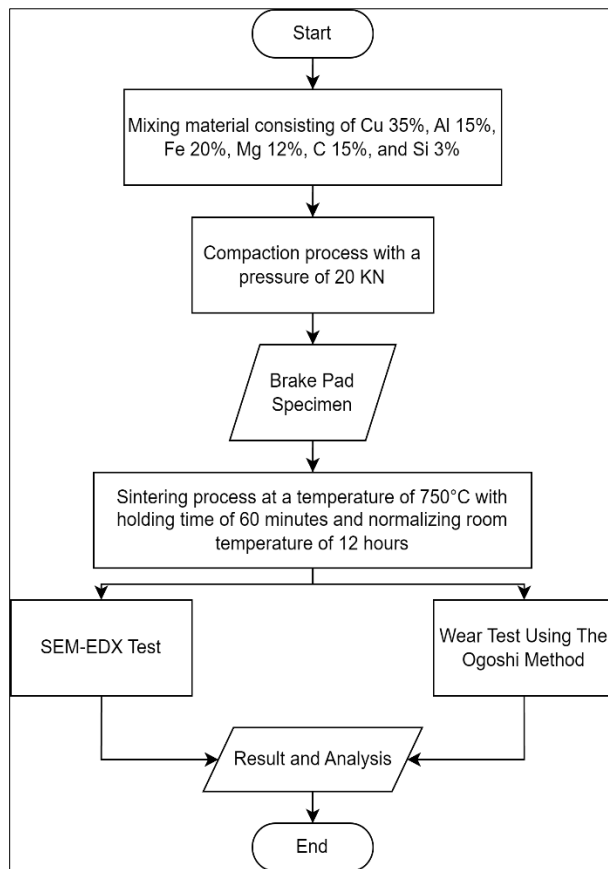 Start
Mixing material consisting of Cu 35%, Al 15%,
Fe 20%, Mg 12%, C 15%, and Si 3%
Compaction process with a
pressure of 20 KN
Brake Pad
Specimen
Sintering process at a temperature of 750°C with
holding time of 60 minutes and normalizing room
temperature of 12 hours
SEM-EDX Test
Wear Test Using The
Ogoshi Method
Result and Analysis
End